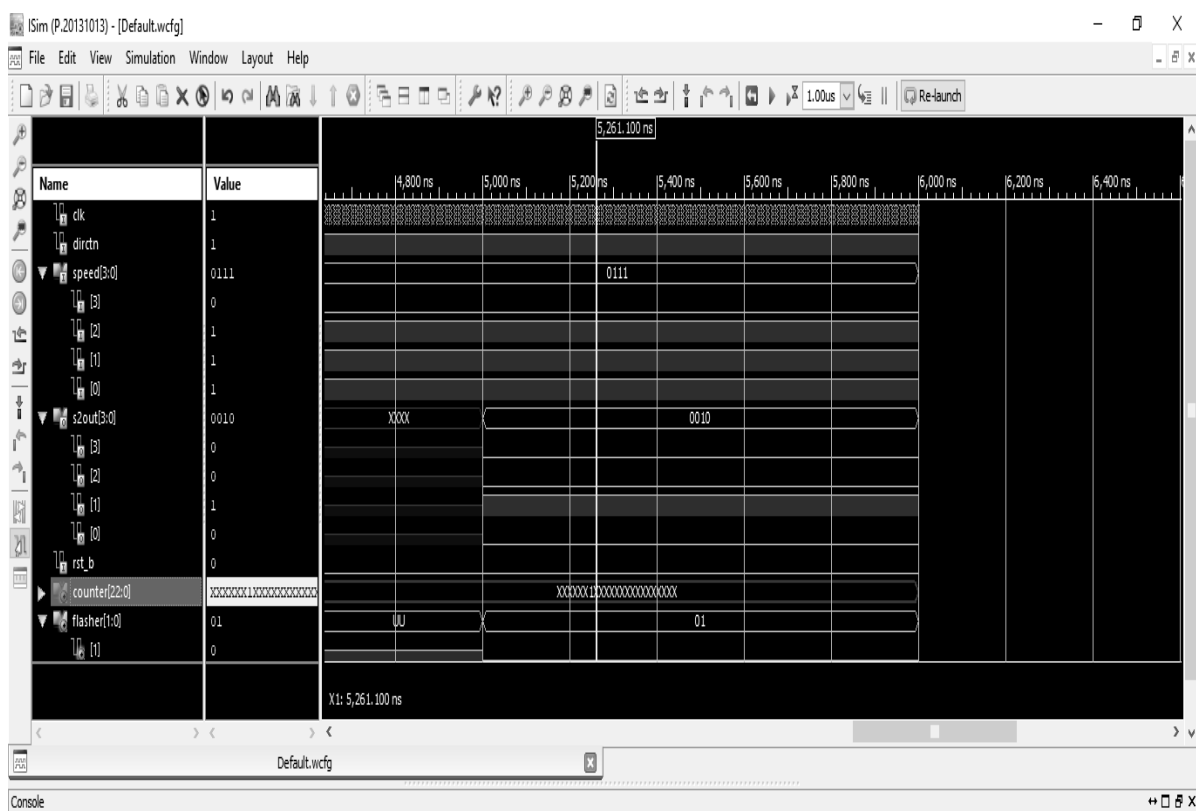 ISim (P.20131013) - [Default.wcfg]
File Edit View Simulation Window Layout Help
1.00us Re-launch
5,261.100 ns
Name Value
4,800 ns 5,000 ns 5,200 ns 5,400 ns 5,600 ns 5,800 ns 6,000 ns 6,200 ns 6,400 ns
clk 1
dirctn 1
speed[3:0] 0111 0111
[3] 0
[2] 1
[1] 1
[0] 1
s2out[3:0] 0010 XXXX 0010
[3] 0
[2] 0
[1] 1
[0] 0
rst_b 0
counter[22:0]
flasher[1:0] 01 UU 01
[1] 0
X1: 5,261.100 ns
Default.wcfg
Console